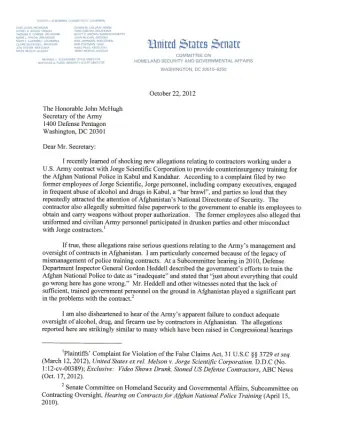 United States Senate
COMMITTEE ON
HOMELAND SECURITY AND GOVERNMENTAL AFFAIRS
WASHINGTON, DC 20510-6250
October 22, 2012
The Honorable John McHugh
Secretary of the Army
1400 Defense Pentagon
Washington, DC 20301
Dear Mr. Secretary:
I recently learned of shocking new allegations relating to contractors working under a
U.S. Army contract with Jorge Scientific Corporation to provide counterinsurgency training for
the Afghan National Police in Kabul and Kandahar. According to a complaint filed by two
former employees of Jorge Scientific, Jorge personnel, including company executives, engaged
in frequent abuse of alcohol and drugs in Kabul, a "bar brawl", and parties so loud that they
repeatedly attracted the attention of Afghanistan's National Directorate of Security. The
contractor also allegedly submitted false paperwork to the government to enable its employees to
obtain and carry weapons without proper authorization. The former employees also alleged that
uniformed and civilian Army personnel participated in drunken parties and other misconduct
with Jorge contractors.1
If true, these allegations raise serious questions relating to the Army's management and
oversight of contracts in Afghanistan. I am particularly concerned because of the legacy of
mismanagement of police training contracts. At a Subcommittee hearing in 2010, Defense
Department Inspector General Gordon Heddell described the government's efforts to train the
Afghan National Police to date as "inadequate" and stated that "just about everything that could
go wrong here has gone wrong." Mr. Heddell and other witnesses noted that the lack of
sufficient, trained government personnel on the ground in Afghanistan played a significant part
in the problems with the contract.2
I am also disheartened to hear of the Army's apparent failure to conduct adequate
oversight of alcohol, drug, and firearm use by contractors in Afghanistan. The allegations
reported here are strikingly similar to many which have been raised in Congressional hearings
1Plaintiffs' Complaint for Violation of the False Claims Act, 31 U.S.C §§ 3729 et seq
(March 12, 2012), United States ex rel. Melson v. Jorge Scientific Corporation. D.D.C (No.
1:12-cv-00389); Exclusive: Video Shows Drunk, Stoned US Defense Contractors, ABC News
(Oct. 17, 2012).
2 Senate Committee on Homeland Security and Governmental Affairs, Subcommittee on
Contracting Oversight, Hearing on Contracts for Afghan National Police Training (April 15,
2010).